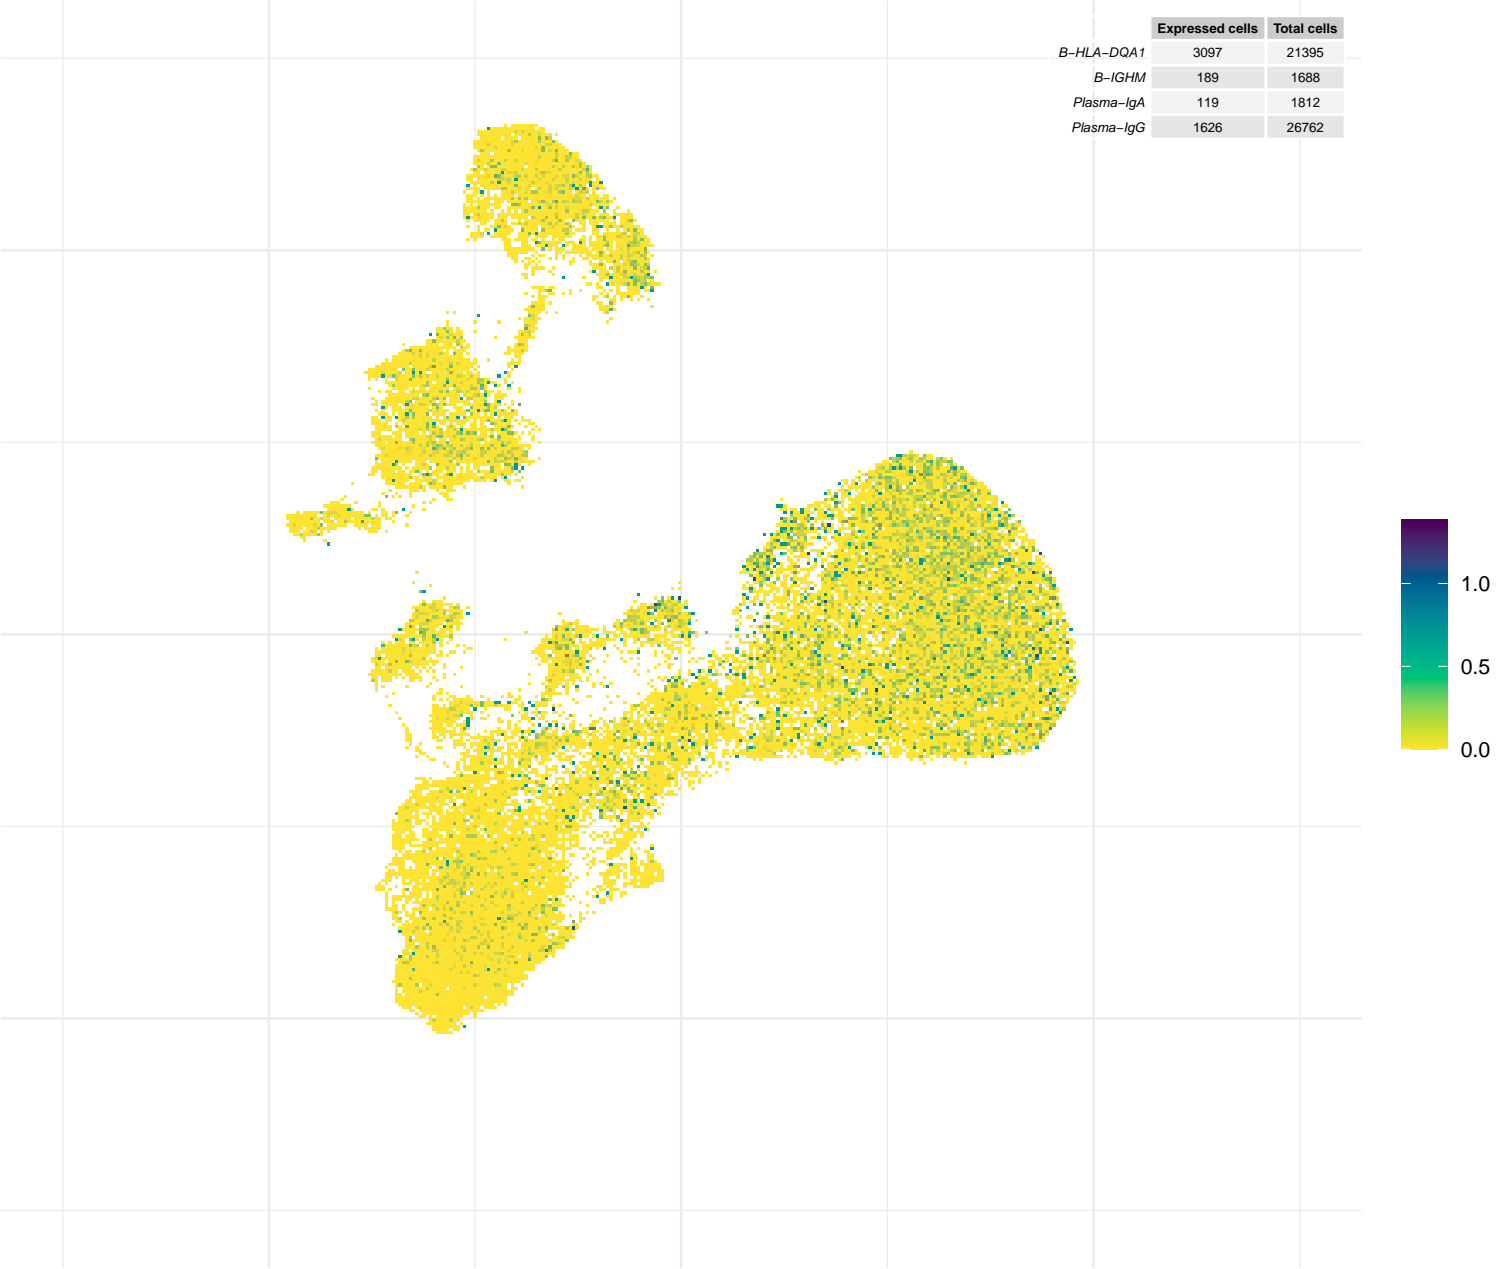 Expressed cells Total cells
B−HLA−DQA1 3097 21395
B−IGHM 189 1688
Plasma−IgA 119 1812
Plasma−IgG 1626 26762
1.0
0.5
0.0